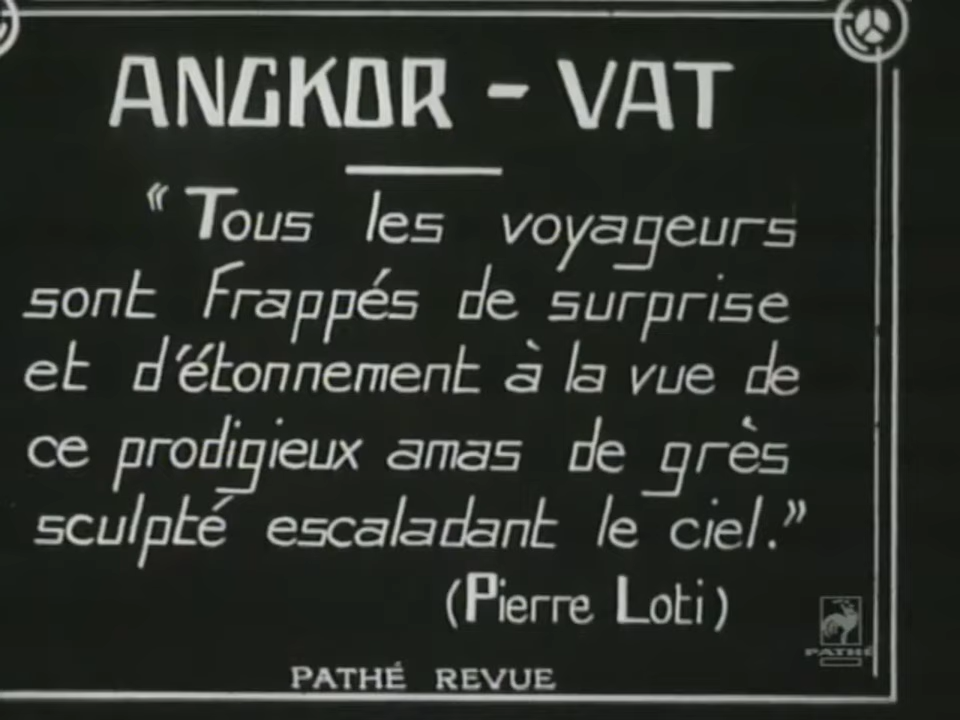 ANGKOR - VAT
“Tous les voyageurs
sont Frappés de surprise
et d'étonnement à la vue de
ce prodigieux amas de grès
sculpté escaladant le ciel.”
(Pierre Loti)
PATHÉ
PATHÉ REVUE